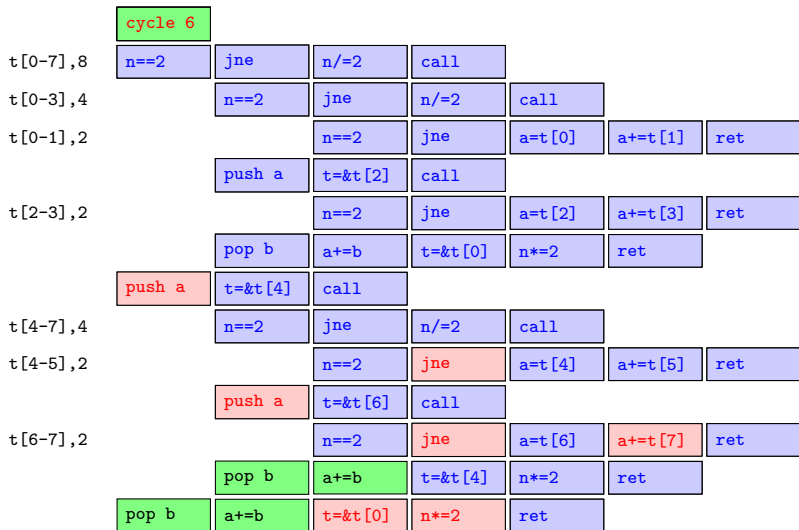 cycle 6
t[0-7],8 n==2 jne n/=2 call
t[0-3],4 n==2 jne n/=2 call
t[0-1],2 n==2 jne a=t[0] a+=t[1] ret
push a t=&t[2] call
t[2-3],2 n==2 jne a=t[2] a+=t[3] ret
pop b a+=b t=&t[0] n*=2 ret
push a t=&t[4] call
t[4-7],4 n==2 jne n/=2 call
t[4-5],2 n==2 jne a=t[4] a+=t[5] ret
push a t=&t[6] call
t[6-7],2 n==2 jne a=t[6] a+=t[7] ret
pop b a+=b t=&t[4] n*=2 ret
pop b a+=b t=&t[0] n*=2 ret